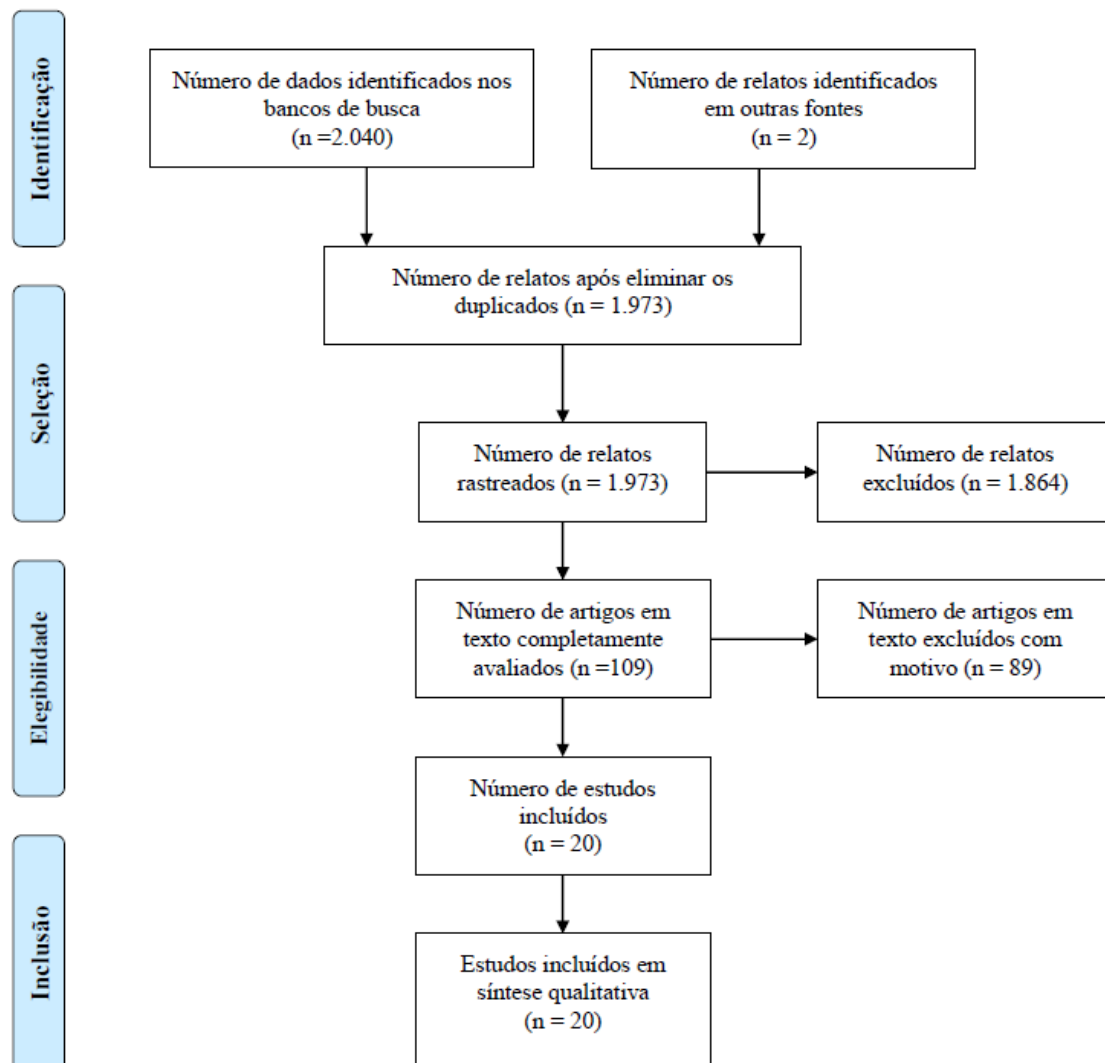 Identificação
Número de dados identificados nos
bancos de busca
(n =2.040)
Número de relatos identificados
em outras fontes
(n = 2)
Número de relatos após eliminar os
duplicados (n = 1.973)
Seleção
Número de relatos
rastreados (n = 1.973)
Número de relatos
excluídos (n = 1.864)
Elegibilidade
Número de artigos em
texto completamente
avaliados (n =109)
Número de artigos em
texto excluídos com
motivo (n = 89)
Número de estudos
incluídos
(n = 20)
Inclusão
Estudos incluídos em
síntese qualitativa
(n = 20)